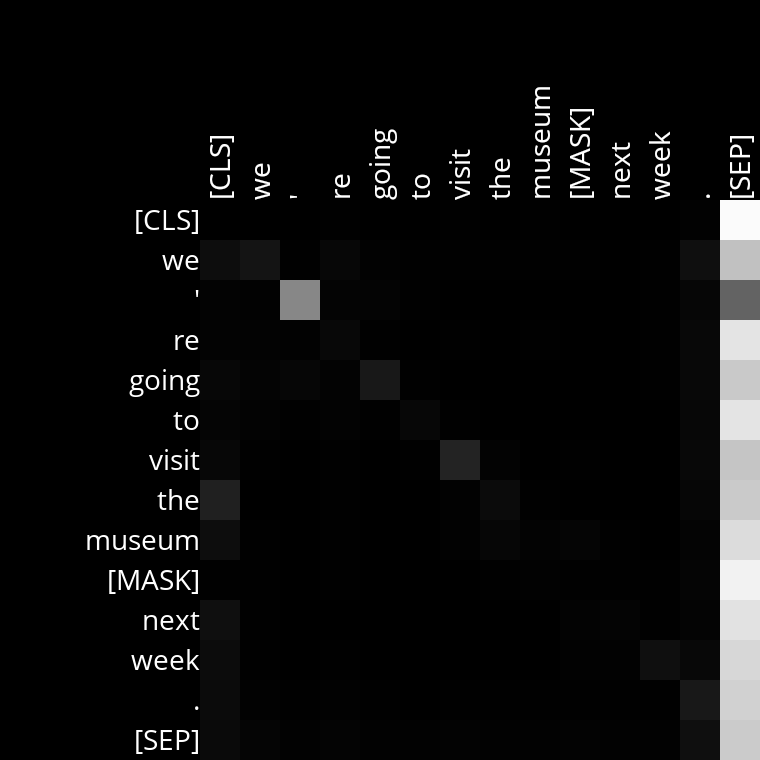 [CLS] we ' re going to visit the museum [MASK] next week . [SEP]
[CLS]
we
'
re
going
to
visit
the
museum
[MASK]
next
week
.
[SEP]